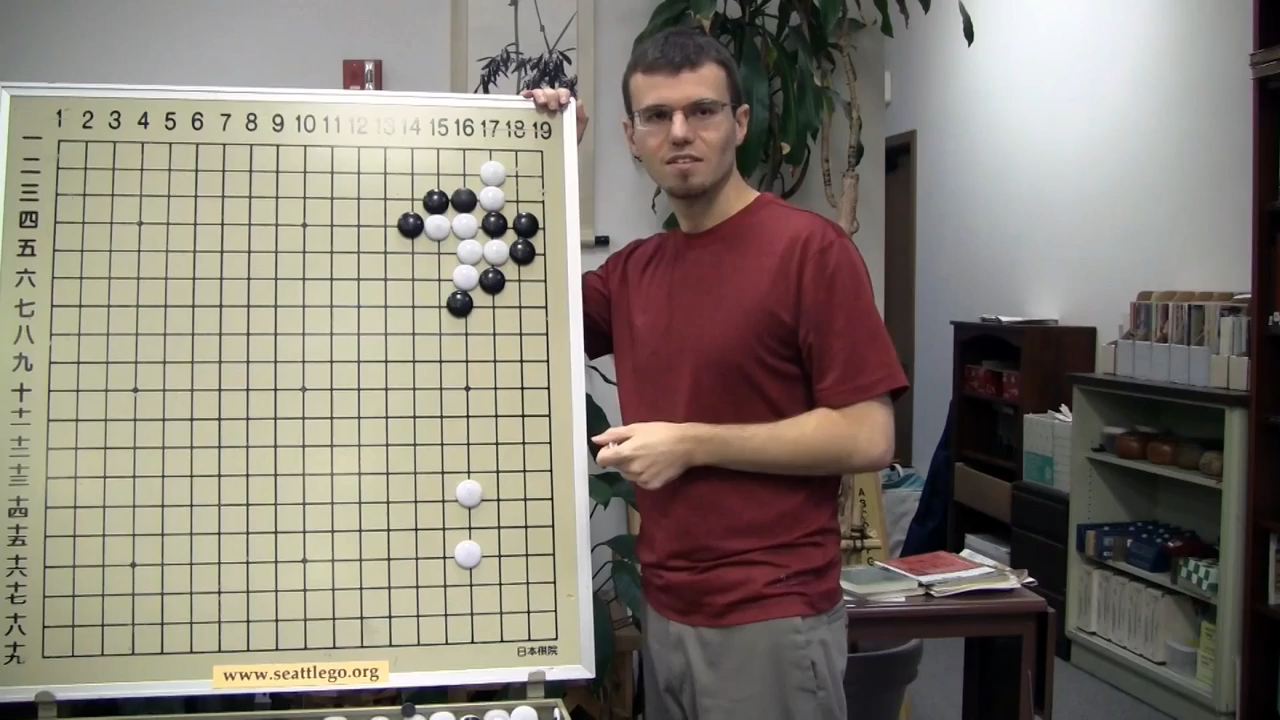 1 2 3 4 5 6 7 8 9 10 11 12 13 14 15 16 17 18 19
一
二
三
四
五
六
七
八
九
十
十一
十二
十三
十四
十五
十六
十七
十八
十九
日本棋院
www.seattlego.org